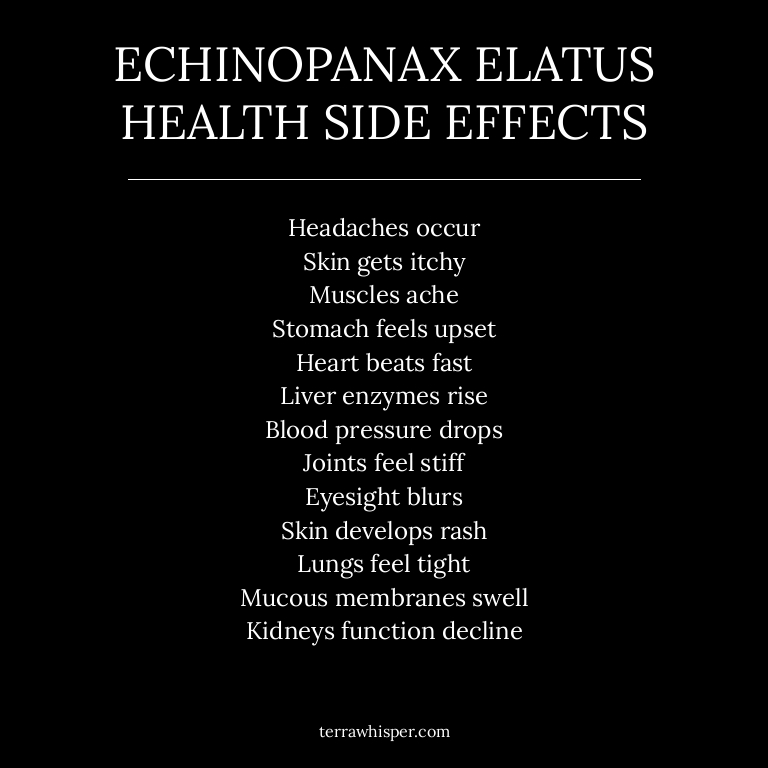 ECHINOPANAX ELATUS
HEALTH SIDE EFFECTS
Headaches occur
Skin gets itchy
Muscles ache
Stomach feels upset
Heart beats fast
Liver enzymes rise
Blood pressure drops
Joints feel stiff
Eyesight blurs
Skin develops rash
Lungs feel tight
Mucous membranes swell
Kidneys function decline
terrawhisper.com